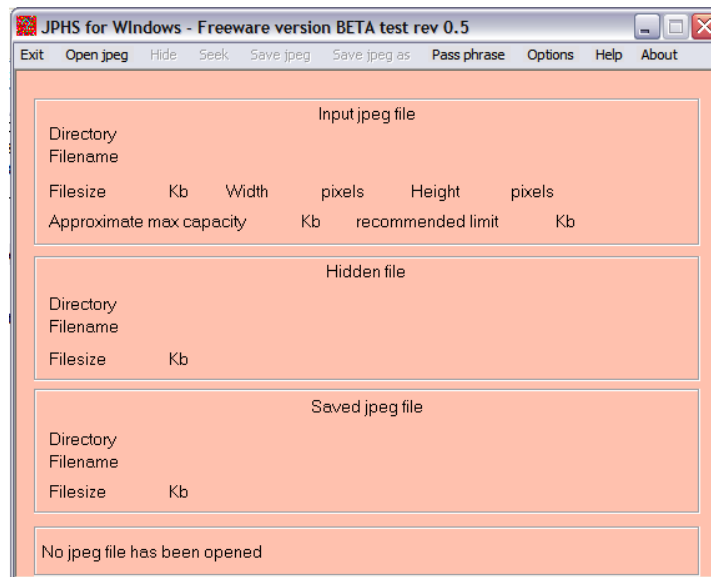 JPHS for WIndows - Freeware version BETA test rev 0.5
Exit Open jpeg Hide Seek Save jpeg Save jpeg as Pass phrase Options Help About
Input jpeg file
Directory
Filename
Filesize Kb Width pixels Height pixels
Approximate max capacity Kb recommended limit Kb
Hidden file
Directory
Filename
Filesize Kb
Saved jpeg file
Directory
Filename
Filesize Kb
No jpeg file has been opened